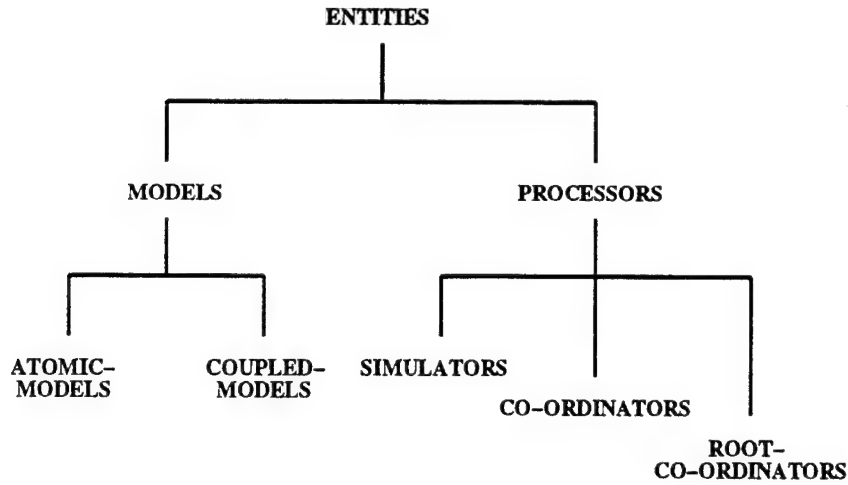 ENTITIES
MODELS
PROCESSORS
ATOMIC–
MODELS
COUPLED–
MODELS
SIMULATORS
CO–ORDINATORS
ROOT–
CO–ORDINATORS